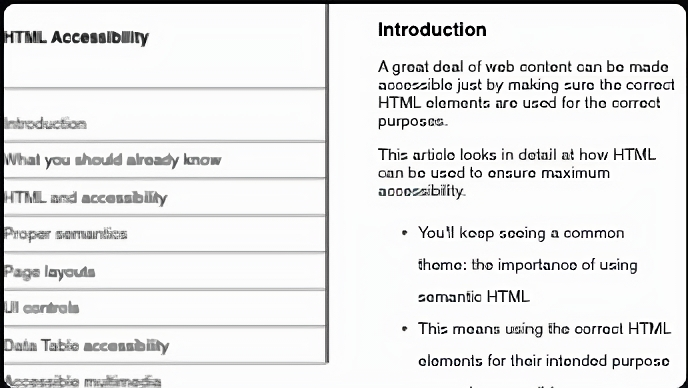 HTML Accessibility
Introduction
What you should already know
HTML and accessibility
Proper semantics
Page layouts
UI controls
Data Table accessibility
Accessible multimedia
Introduction
A great deal of web content can be made
accessible just by making sure the correct
HTML elements are used for the correct
purposes.
This article looks in detail at how HTML
can be used to ensure maximum
accessibility.
• You'll keep seeing a common
theme: the importance of using
semantic HTML
• This means using the correct HTML
elements for their intended purpose